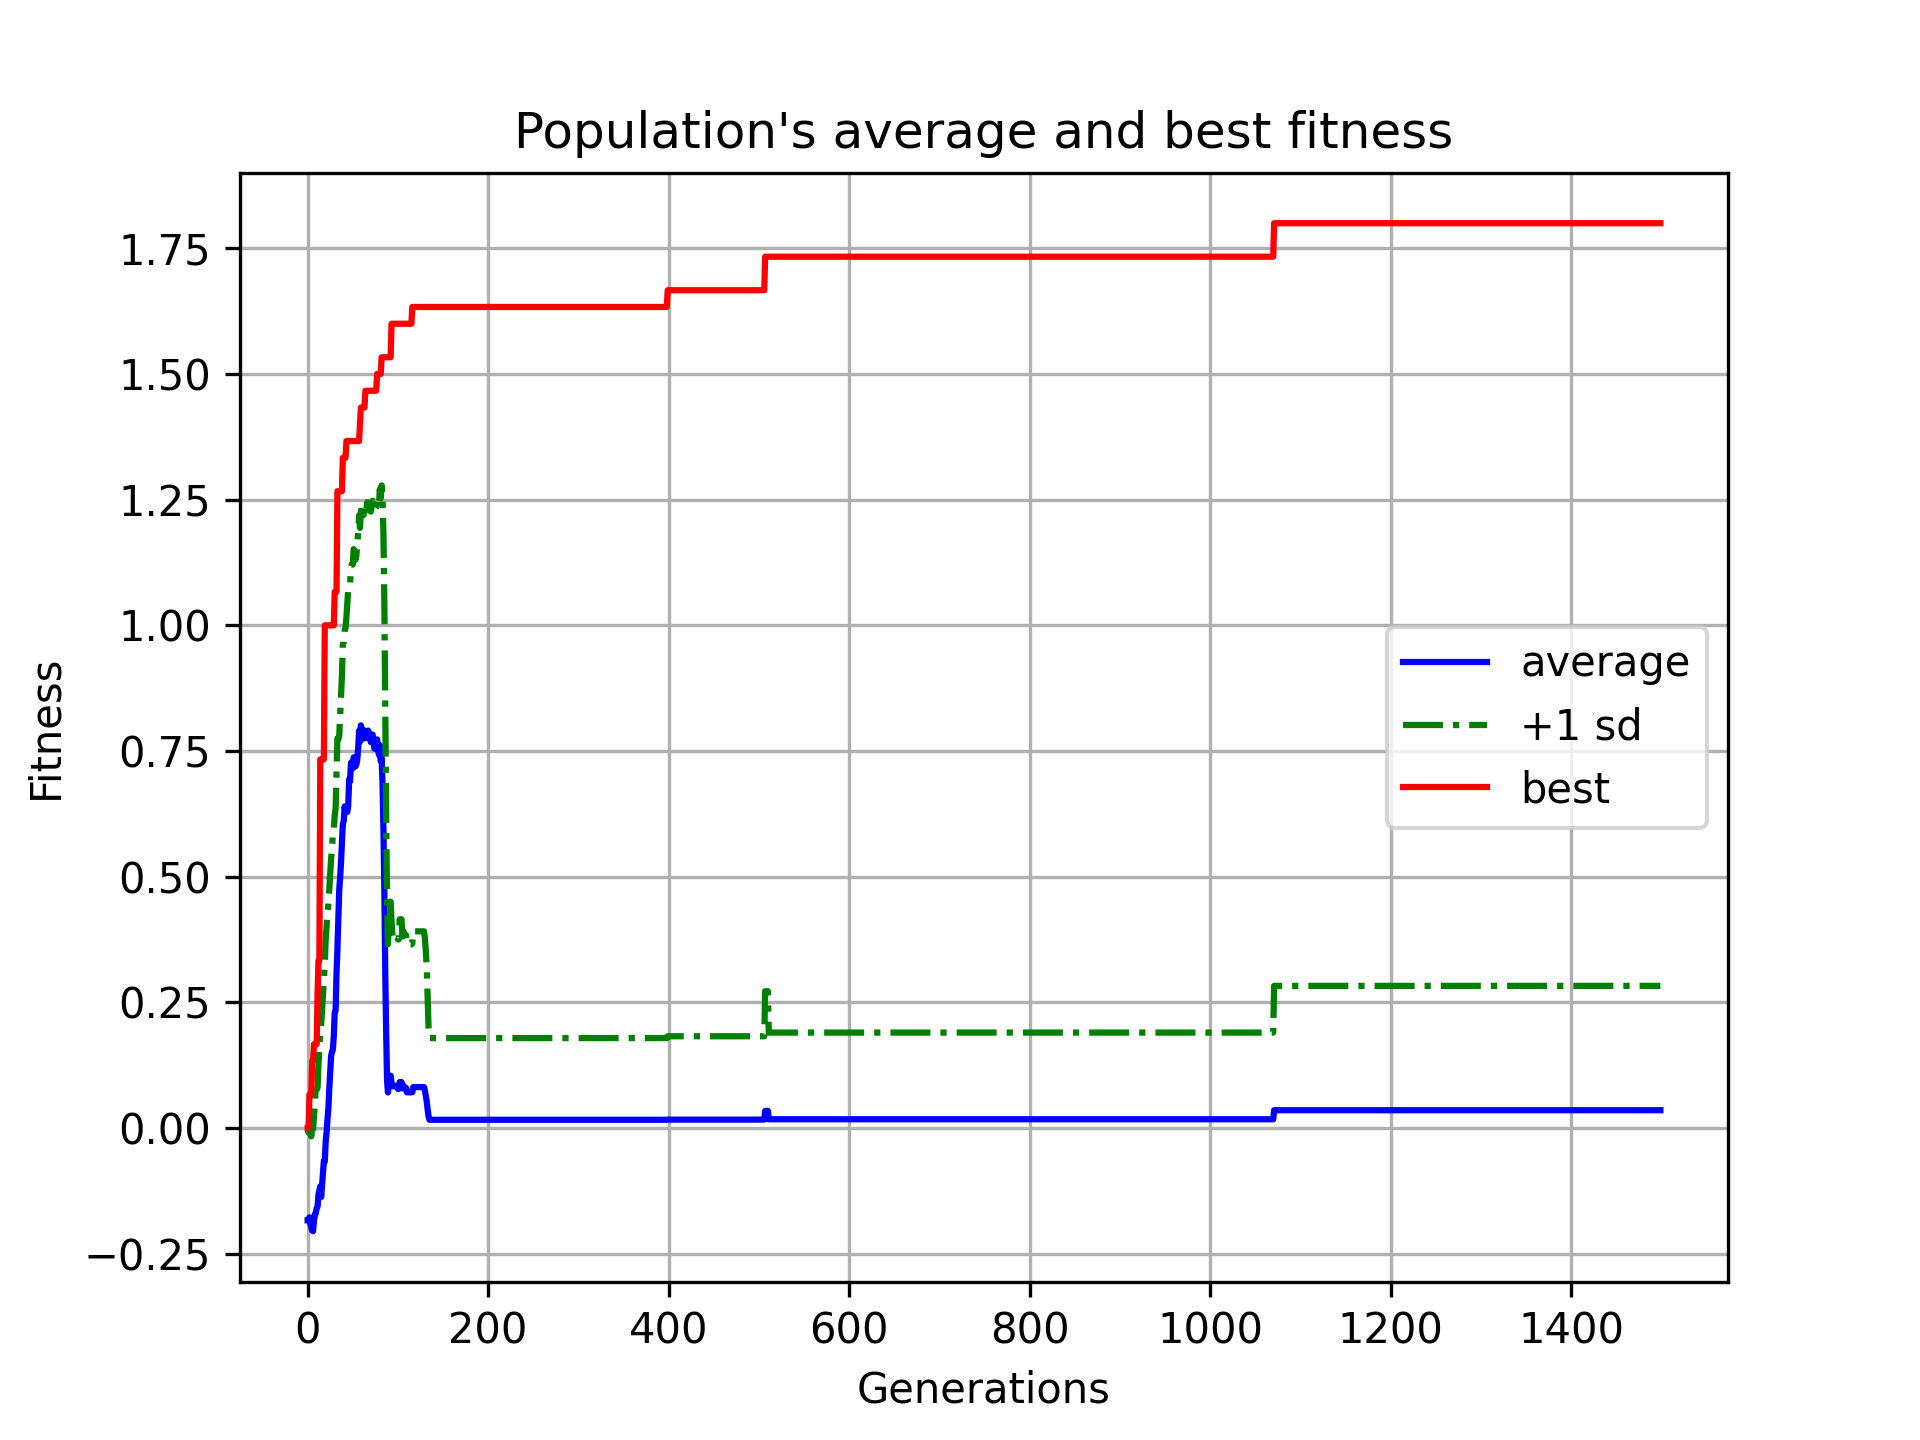 Population's average and best fitness
Fitness
1.75
1.50
1.25
1.00
0.75
0.50
0.25
0.00
−0.25
average
+1 sd
best
0 200 400 600 800 1000 1200 1400
Generations